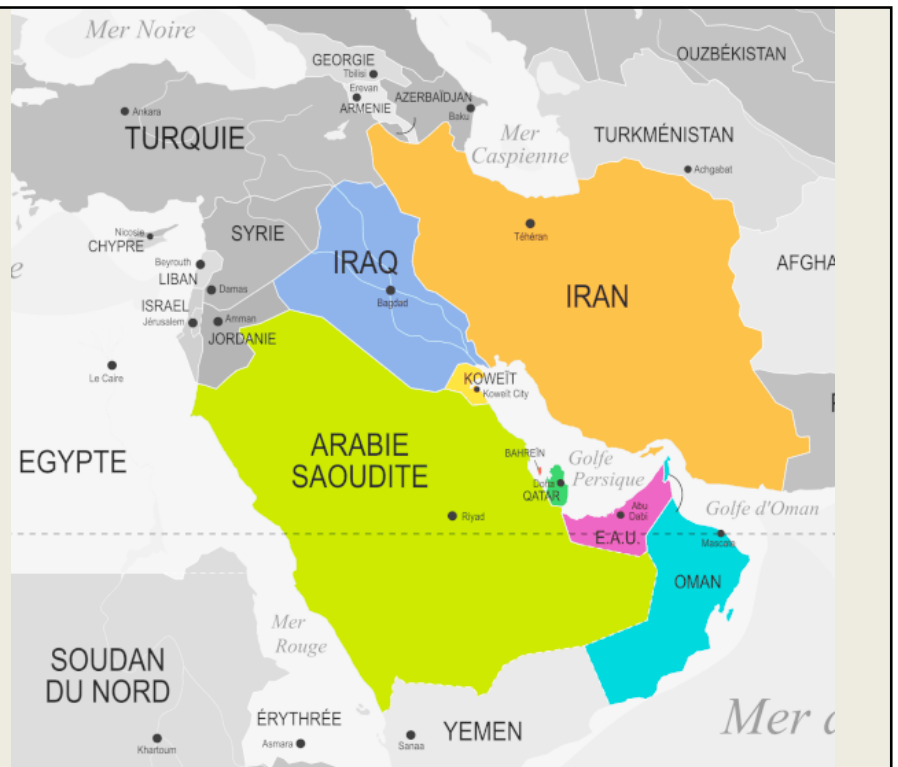 Mer Noire
GEORGIE
Tbilisi
OUZBÉKISTAN
Erevan
ARMENIE
AZERBAÏDJAN
Baku
Ankara
TURQUIE
Mer
Caspienne
TURKMÉNISTAN
Achgabat
Nicosie
CHYPRE
SYRIE
Téhéran
Beyrouth
LIBAN
IRAQ
AFGHA
Damas
Bagdad
IRAN
ISRAEL
Jérusalem
Amman
JORDANIE
Le Caire
KOWEÏT
Koweit City
ARABIE
SAOUDITE
EGYPTE
BAHREÏN
Golfe
Persique
Doha
QATAR
Abu
Dabi
Golfe d'Oman
Riyad
E.A.U.
Mascate
OMAN
Mer
Rouge
SOUDAN
DU NORD
ÉRYTHRÉE
Asmara
YEMEN
Sanaa
Khartoum
Mer